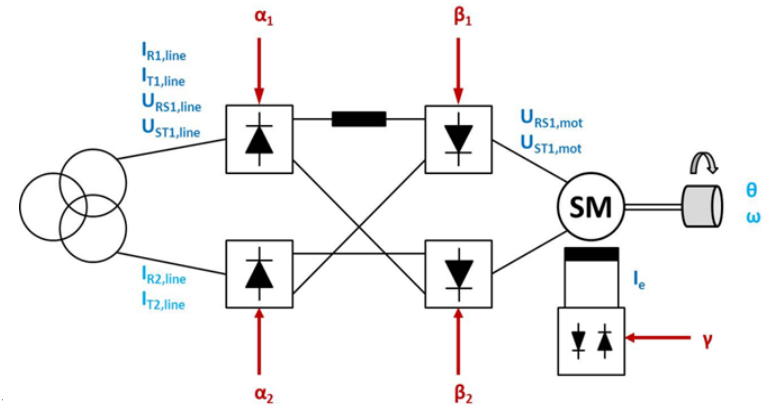 α1
β1
IR1,line
IT1,line
URS1,line
UST1,line
URS1,mot
UST1,mot
SM
θ
ω
IR2,line
IT2,line
Ie
γ
α2
β2